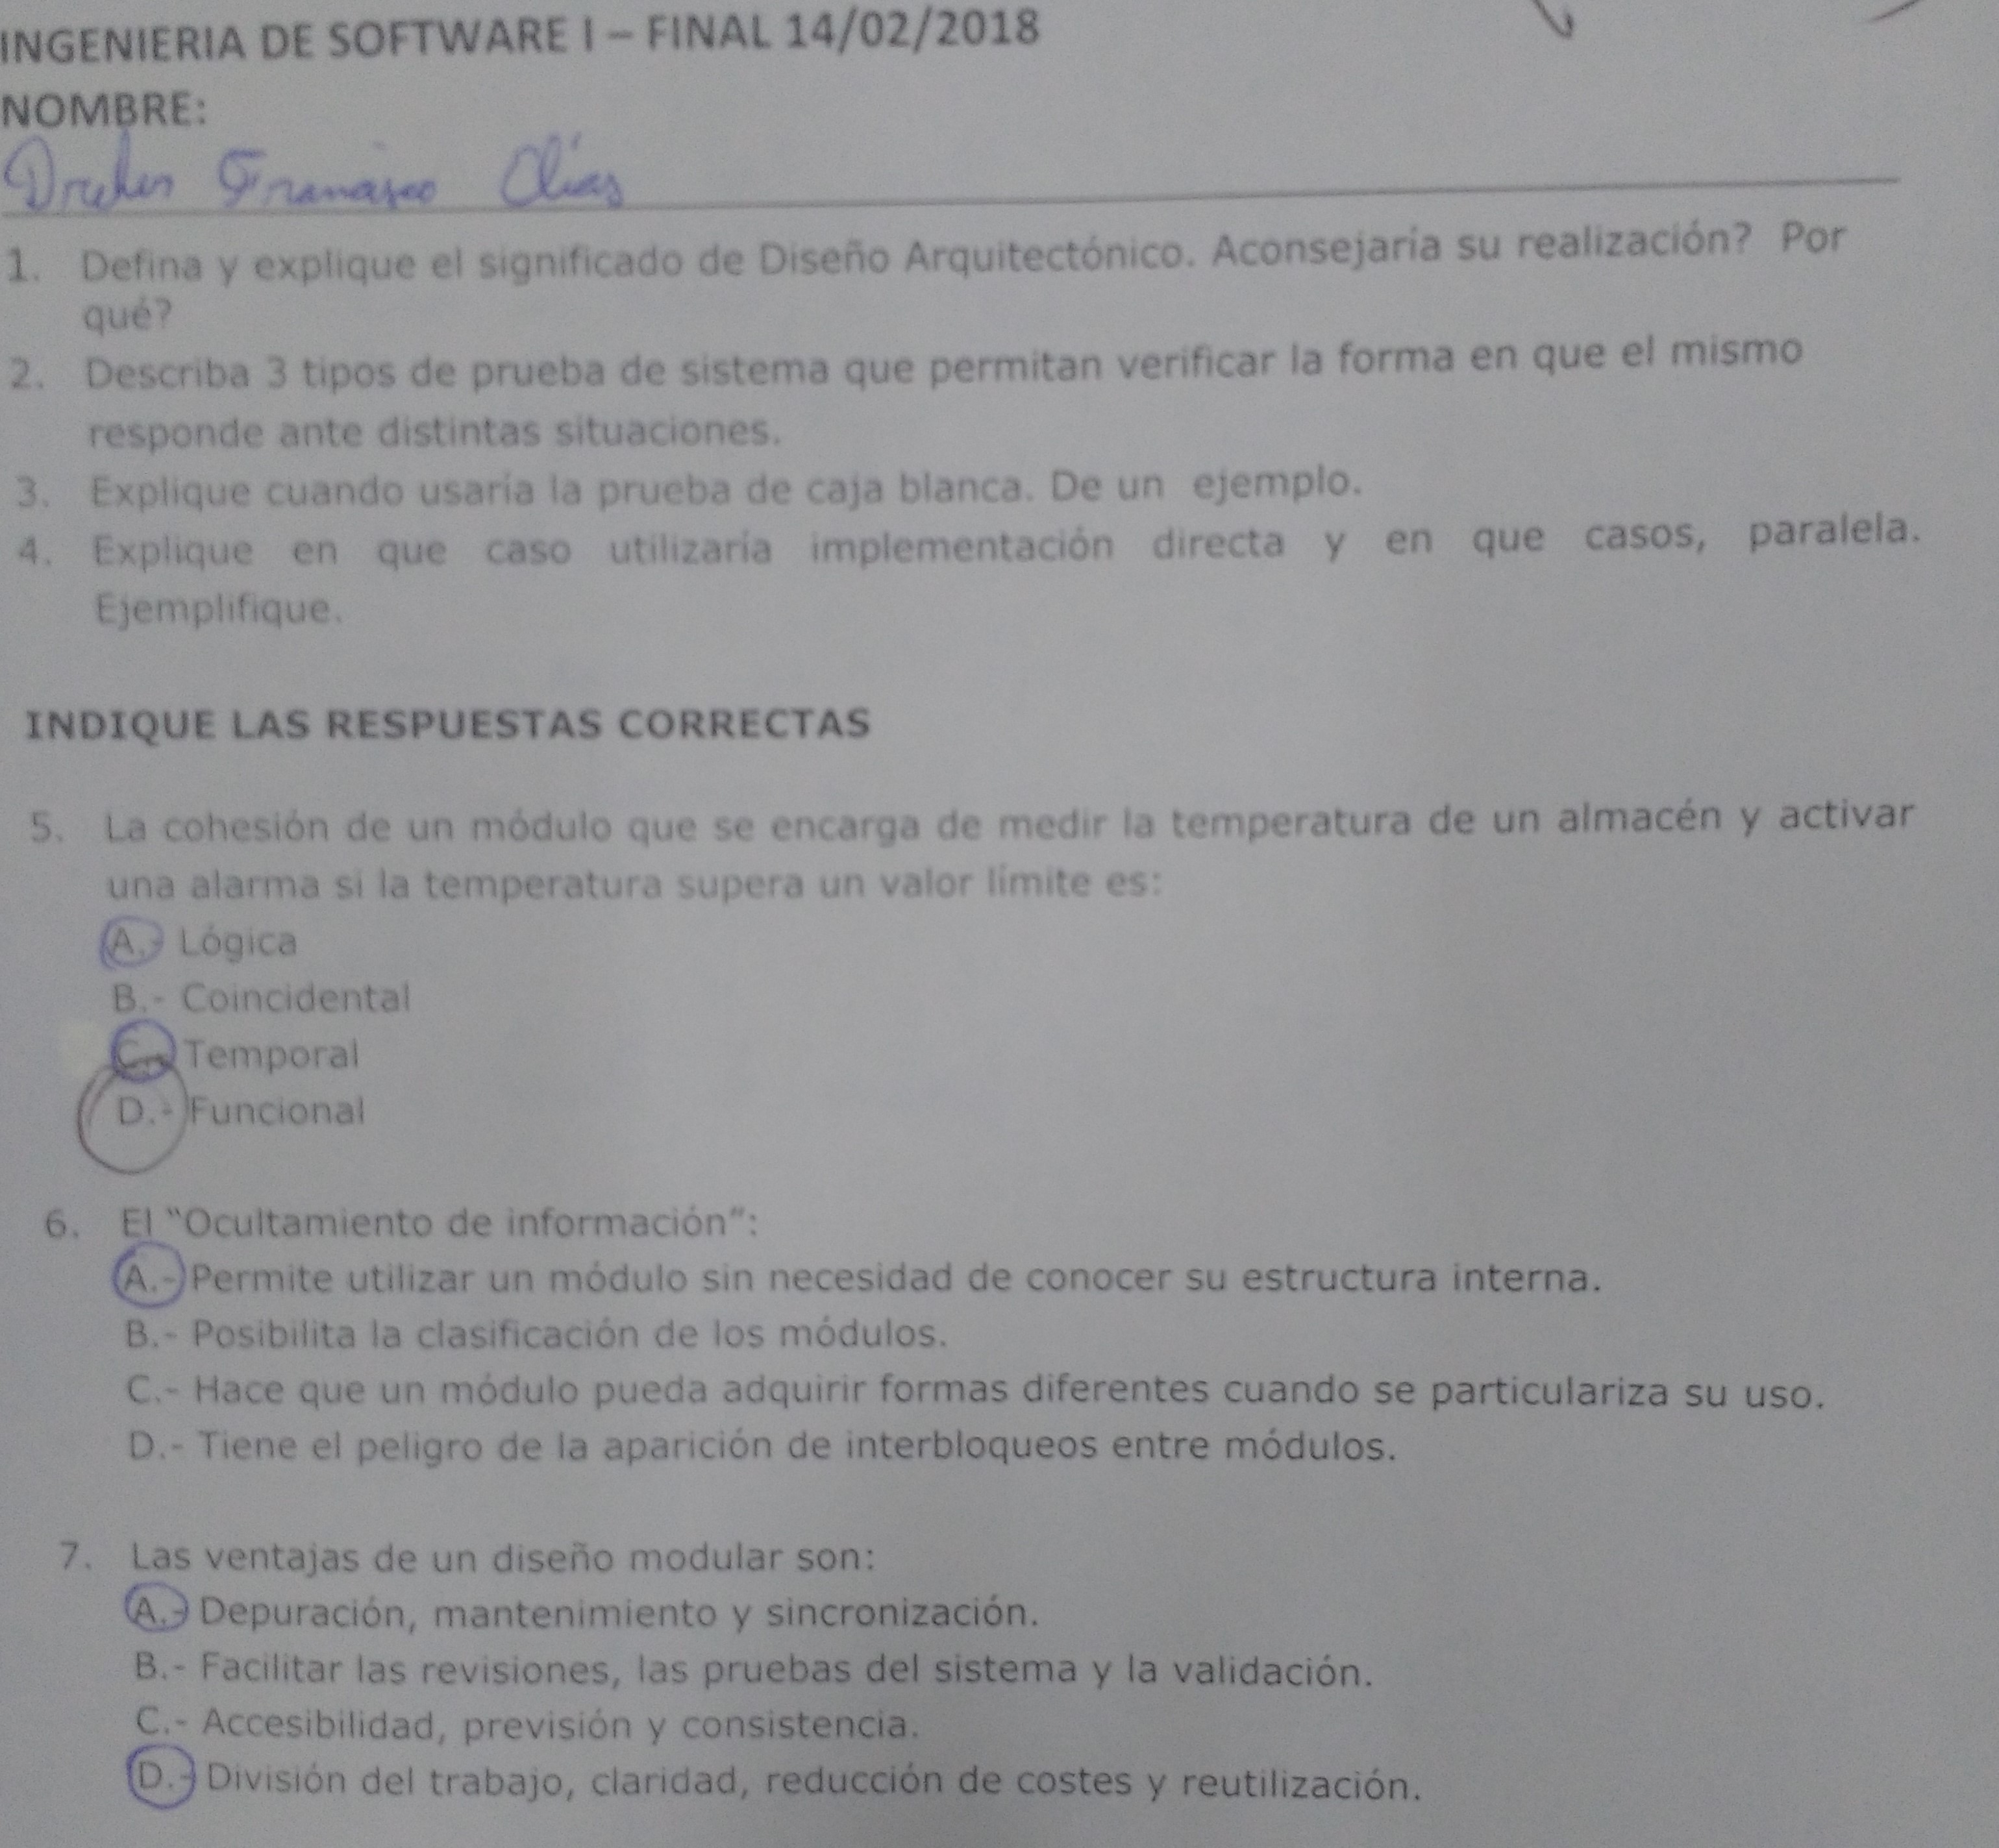 INGENIERIA DE SOFTWARE I – FINAL 14/02/2018
NOMBRE:
Francisco
1. Defina y explique el significado de Diseño Arquitectónico. Aconsejaría su realización? Por
qué?
2. Describa 3 tipos de prueba de sistema que permitan verificar la forma en que el mismo
responde ante distintas situaciones.
3. Explique cuando usaría la prueba de caja blanca. De un ejemplo.
4. Explique en que caso utilizaría implementación directa y en que casos, paralela.
Ejemplifique.
INDIQUE LAS RESPUESTAS CORRECTAS
5. La cohesión de un módulo que se encarga de medir la temperatura de un almacén y activar
una alarma si la temperatura supera un valor límite es:
A.- Lógica
B.- Coincidental
C.- Temporal
D.- Funcional
6. El “Ocultamiento de información”:
A.- Permite utilizar un módulo sin necesidad de conocer su estructura interna.
B.- Posibilita la clasificación de los módulos.
C.- Hace que un módulo pueda adquirir formas diferentes cuando se particulariza su uso.
D.- Tiene el peligro de la aparición de interbloqueos entre módulos.
7. Las ventajas de un diseño modular son:
A.- Depuración, mantenimiento y sincronización.
B.- Facilitar las revisiones, las pruebas del sistema y la validación.
C.- Accesibilidad, previsión y consistencia.
D.- División del trabajo, claridad, reducción de costes y reutilización.